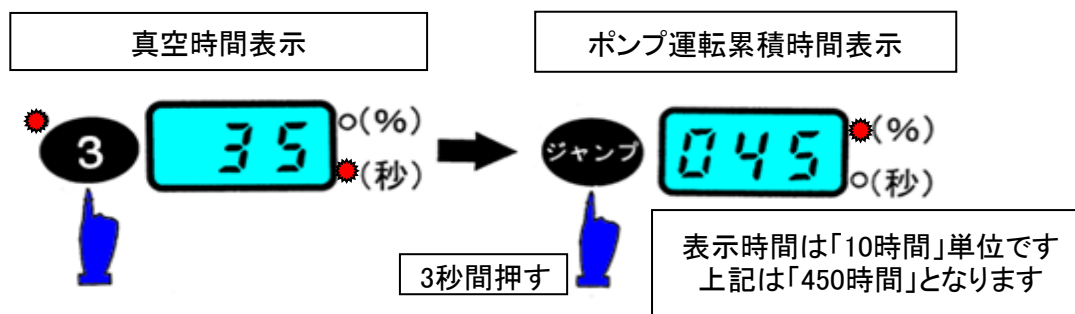 真空時間表示
ポンプ運転累積時間表示
3
35
(%)
(秒)
ジャンプ
045
(%)
(秒)
3秒間押す
表示時間は「10時間」単位です
上記は「450時間」となります